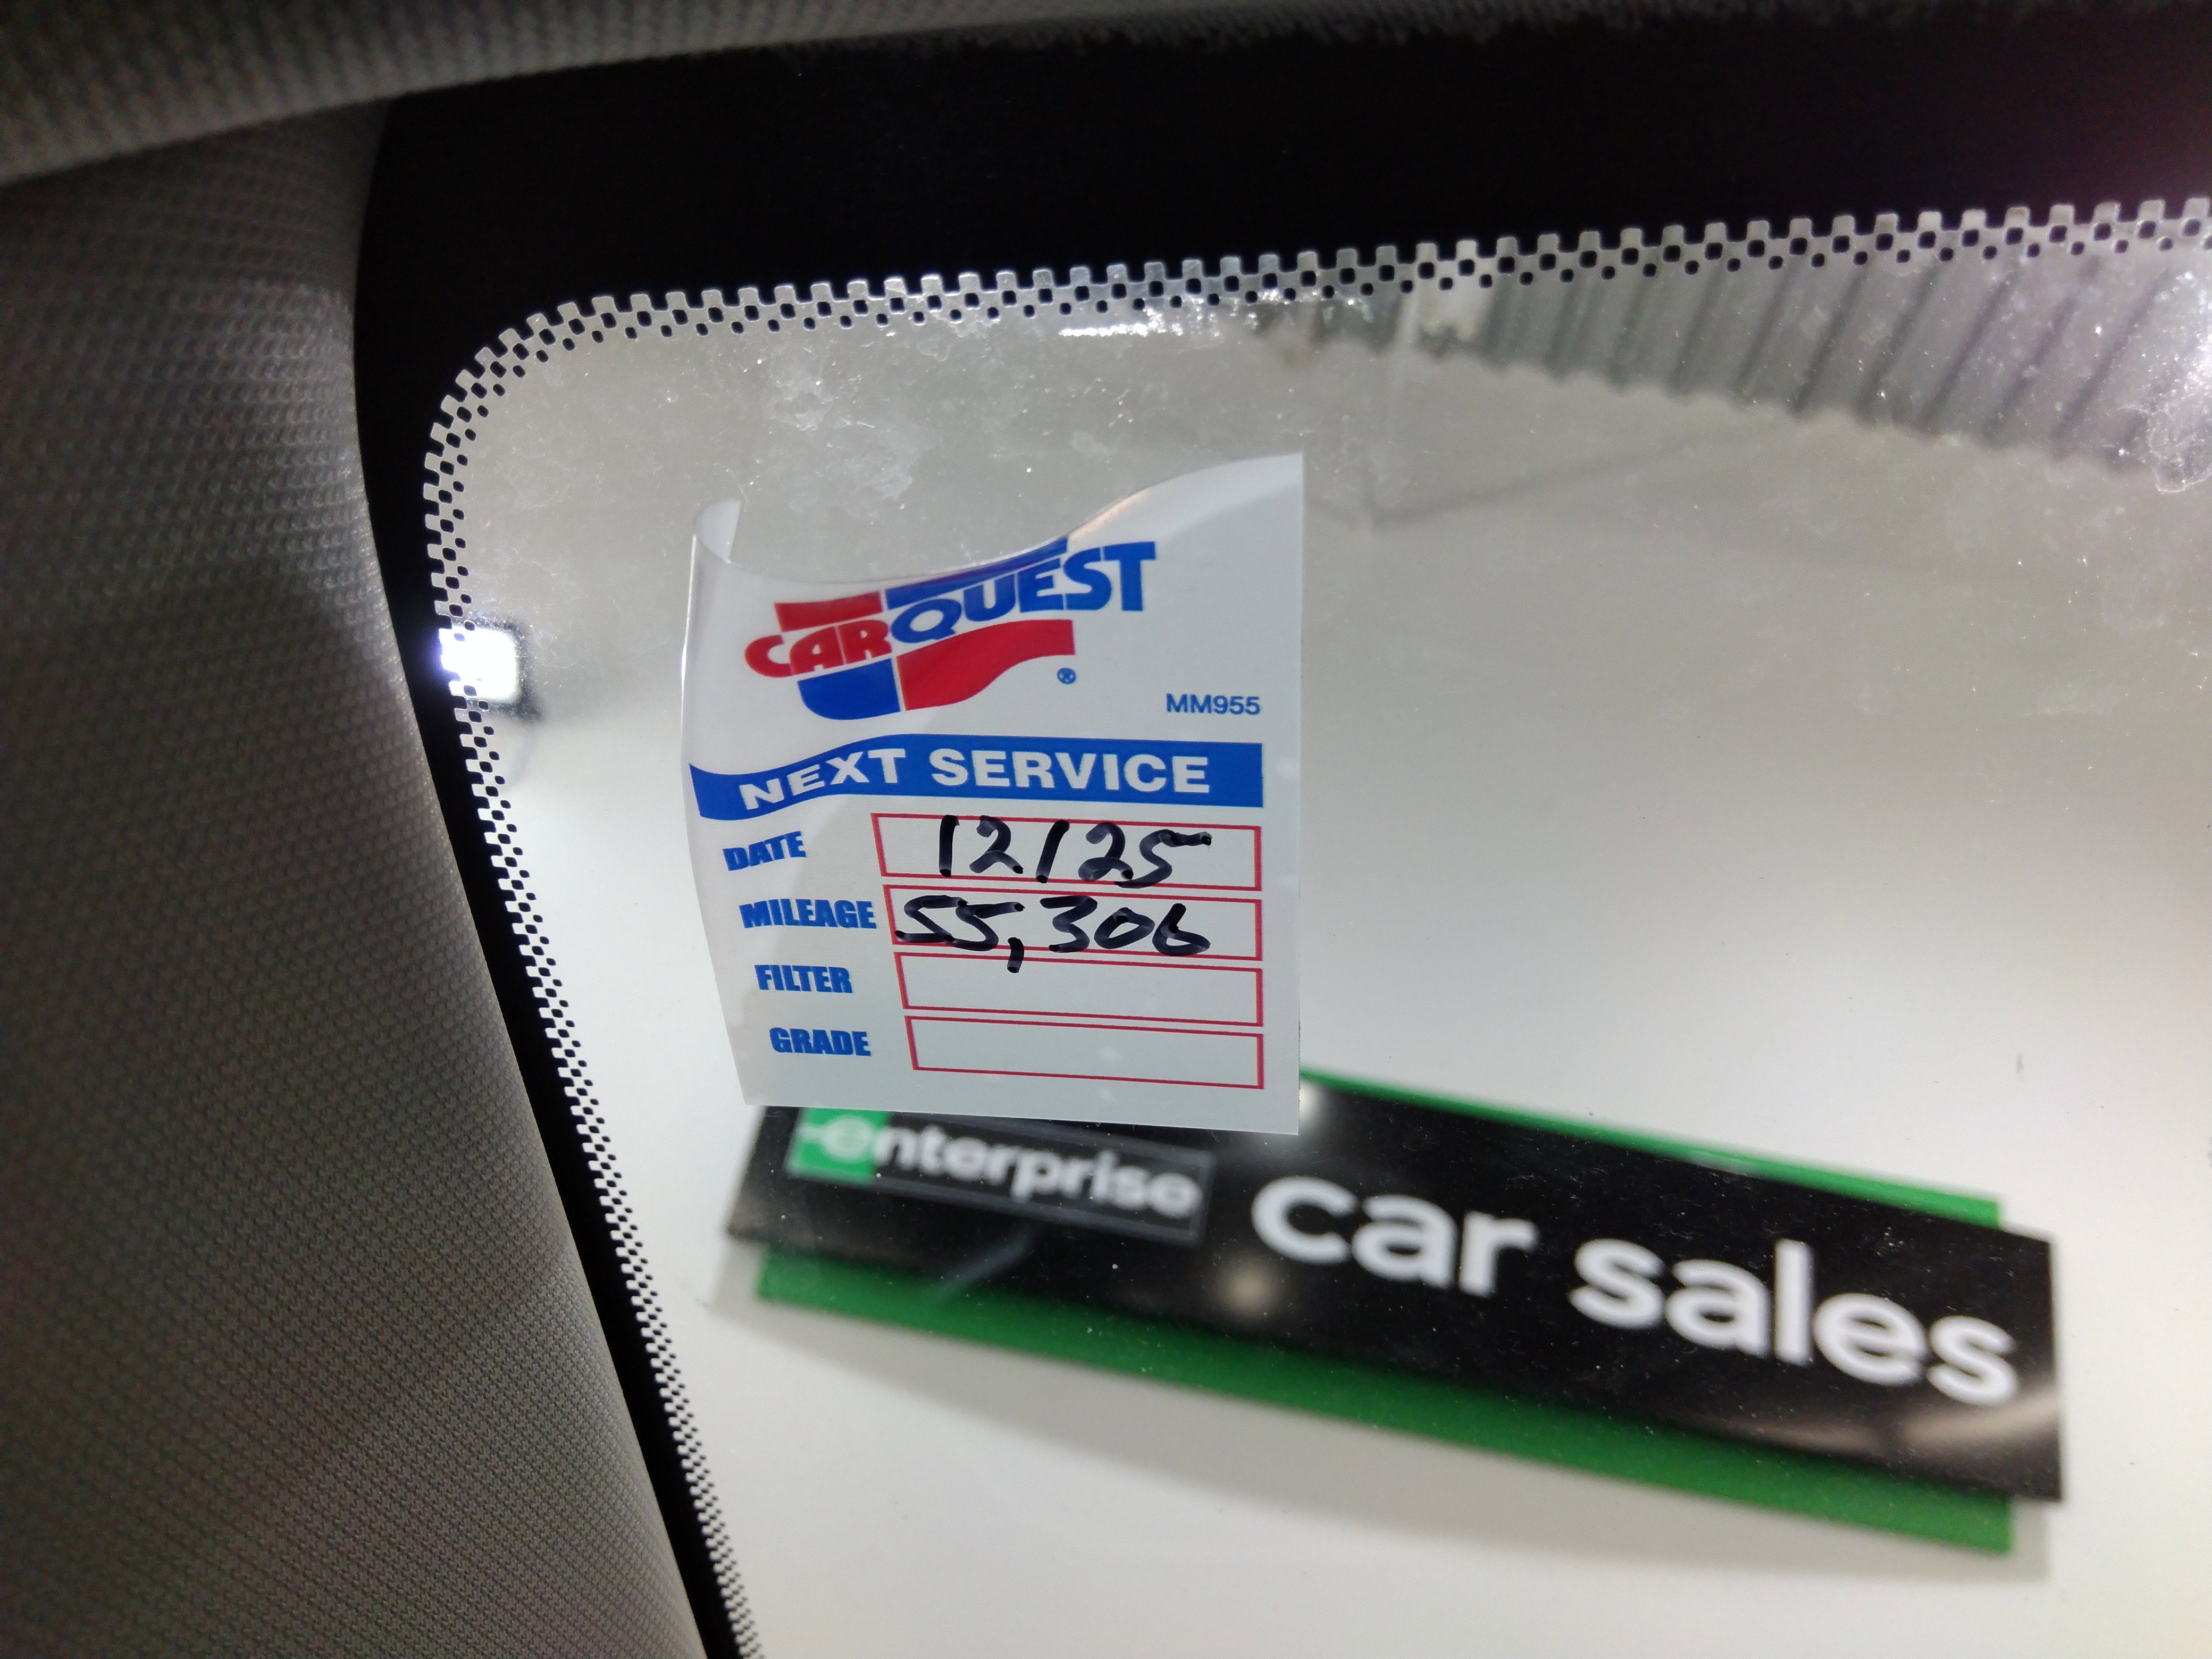 CARQUEST ®
MM955
NEXT SERVICE
DATE 12/25
MILEAGE 55,306
FILTER
GRADE
enterprise car sales